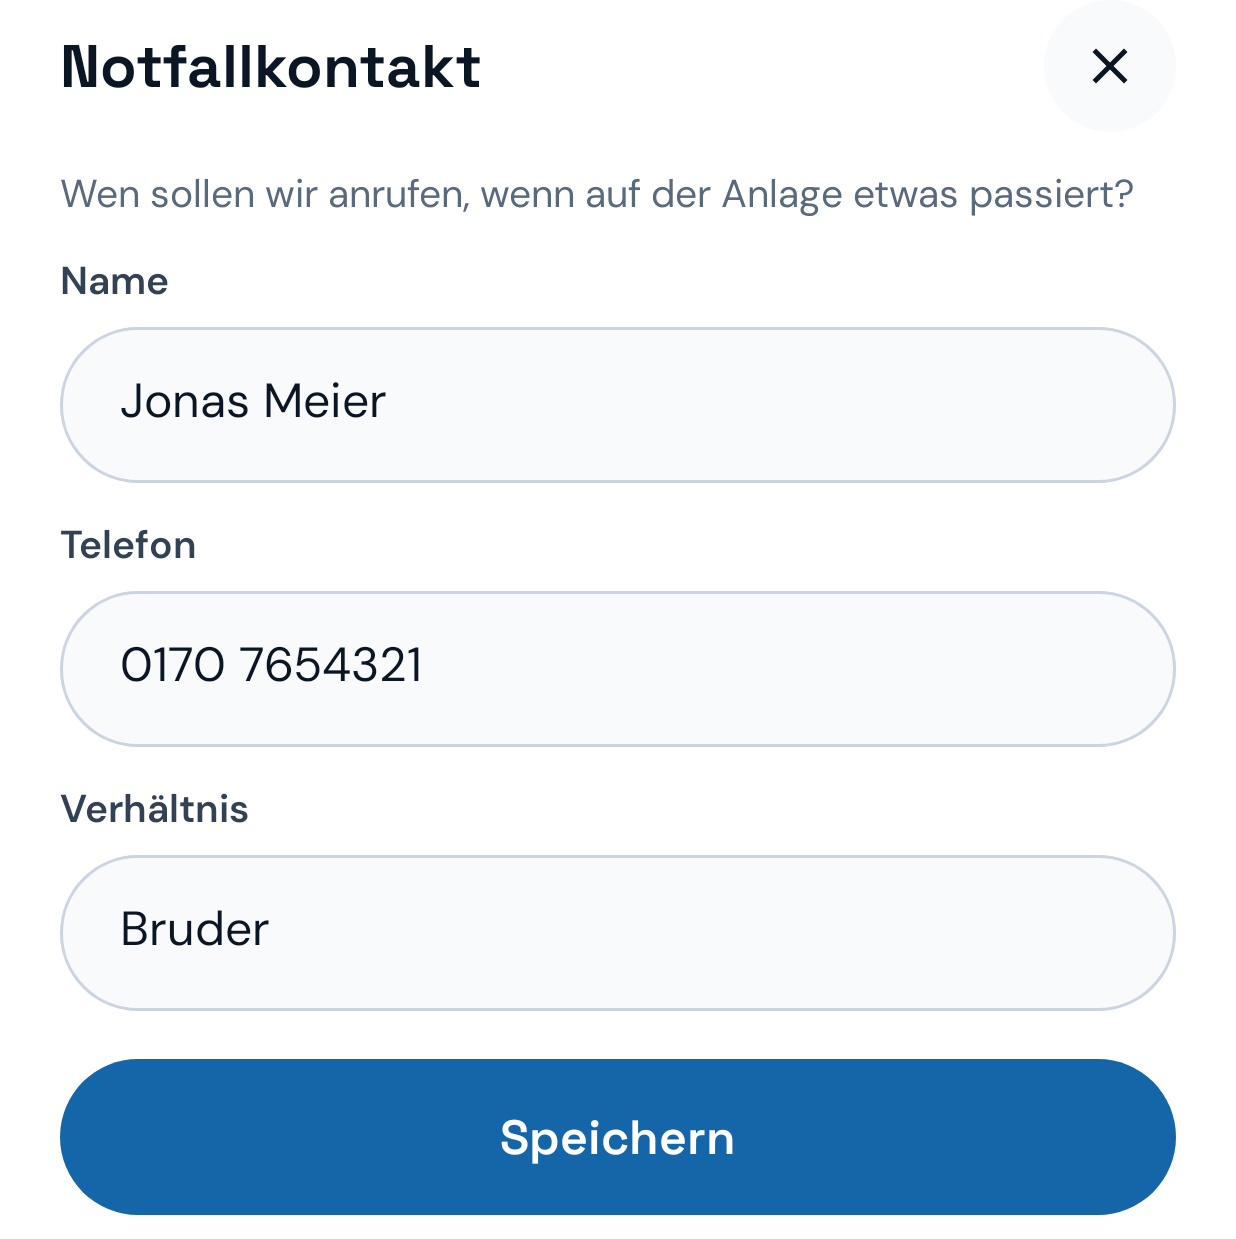 Notfallkontakt
Wen sollen wir anrufen, wenn auf der Anlage etwas passiert?
Name
Jonas Meier
Telefon
0170 7654321
Verhältnis
Bruder
Speichern